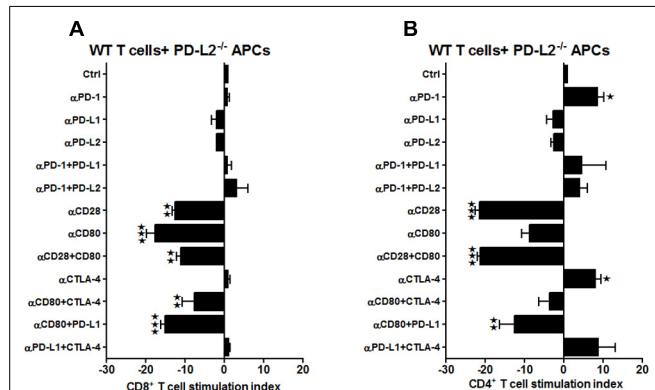 A
WT T cells+ PD-L2-/- APCs
Ctrl
αPD-1
αPD-L1
αPD-L2
αPD-1+PD-L1
αPD-1+PD-L2
αCD28
αCD80
αCD28+CD80
αCTLA-4
αCD80+CTLA-4
αCD80+PD-L1
αPD-L1+CTLA-4
-30 -20 -10 0 10 20
CD8+ T cell stimulation index
B
WT T cells+ PD-L2-/- APCs
Ctrl
αPD-1
αPD-L1
αPD-L2
αPD-1+PD-L1
αPD-1+PD-L2
αCD28
αCD80
αCD28+CD80
αCTLA-4
αCD80+CTLA-4
αCD80+PD-L1
αPD-L1+CTLA-4
-30 -20 -10 0 10 20
CD4+ T cell stimulation index